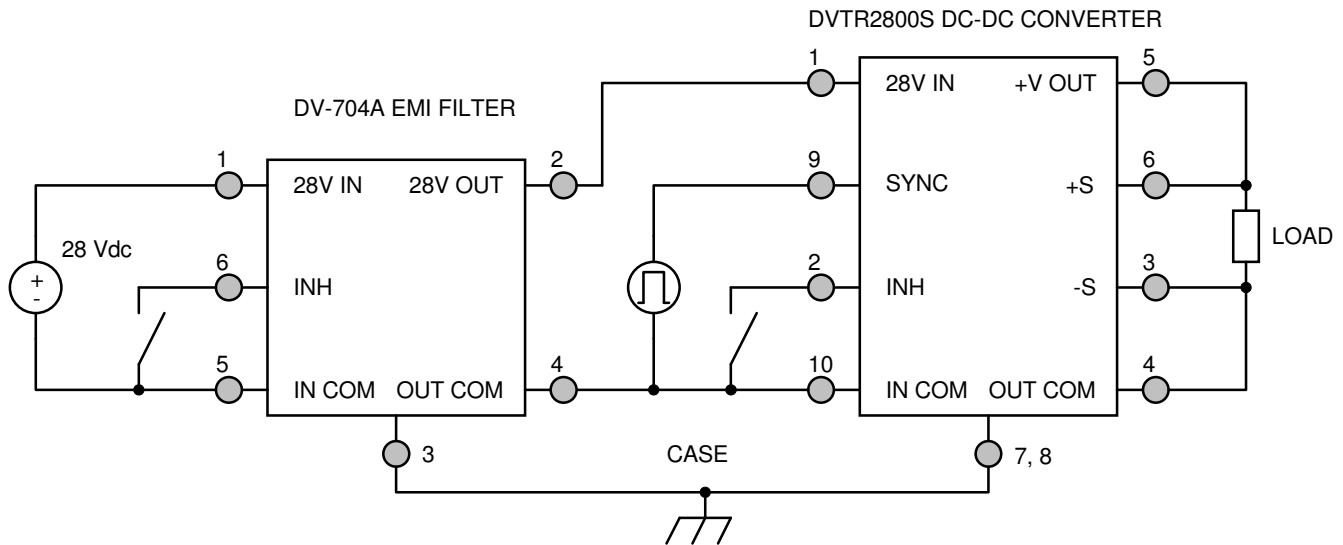 DVTR2800S DC-DC CONVERTER
DV-704A EMI FILTER
1
28V IN
28V OUT
2
6
INH
5
IN COM
OUT COM
4
3
28 Vdc
+
-
CASE
1
28V IN
+V OUT
5
9
SYNC
+S
6
2
INH
-S
3
10
IN COM
OUT COM
4
7, 8
LOAD